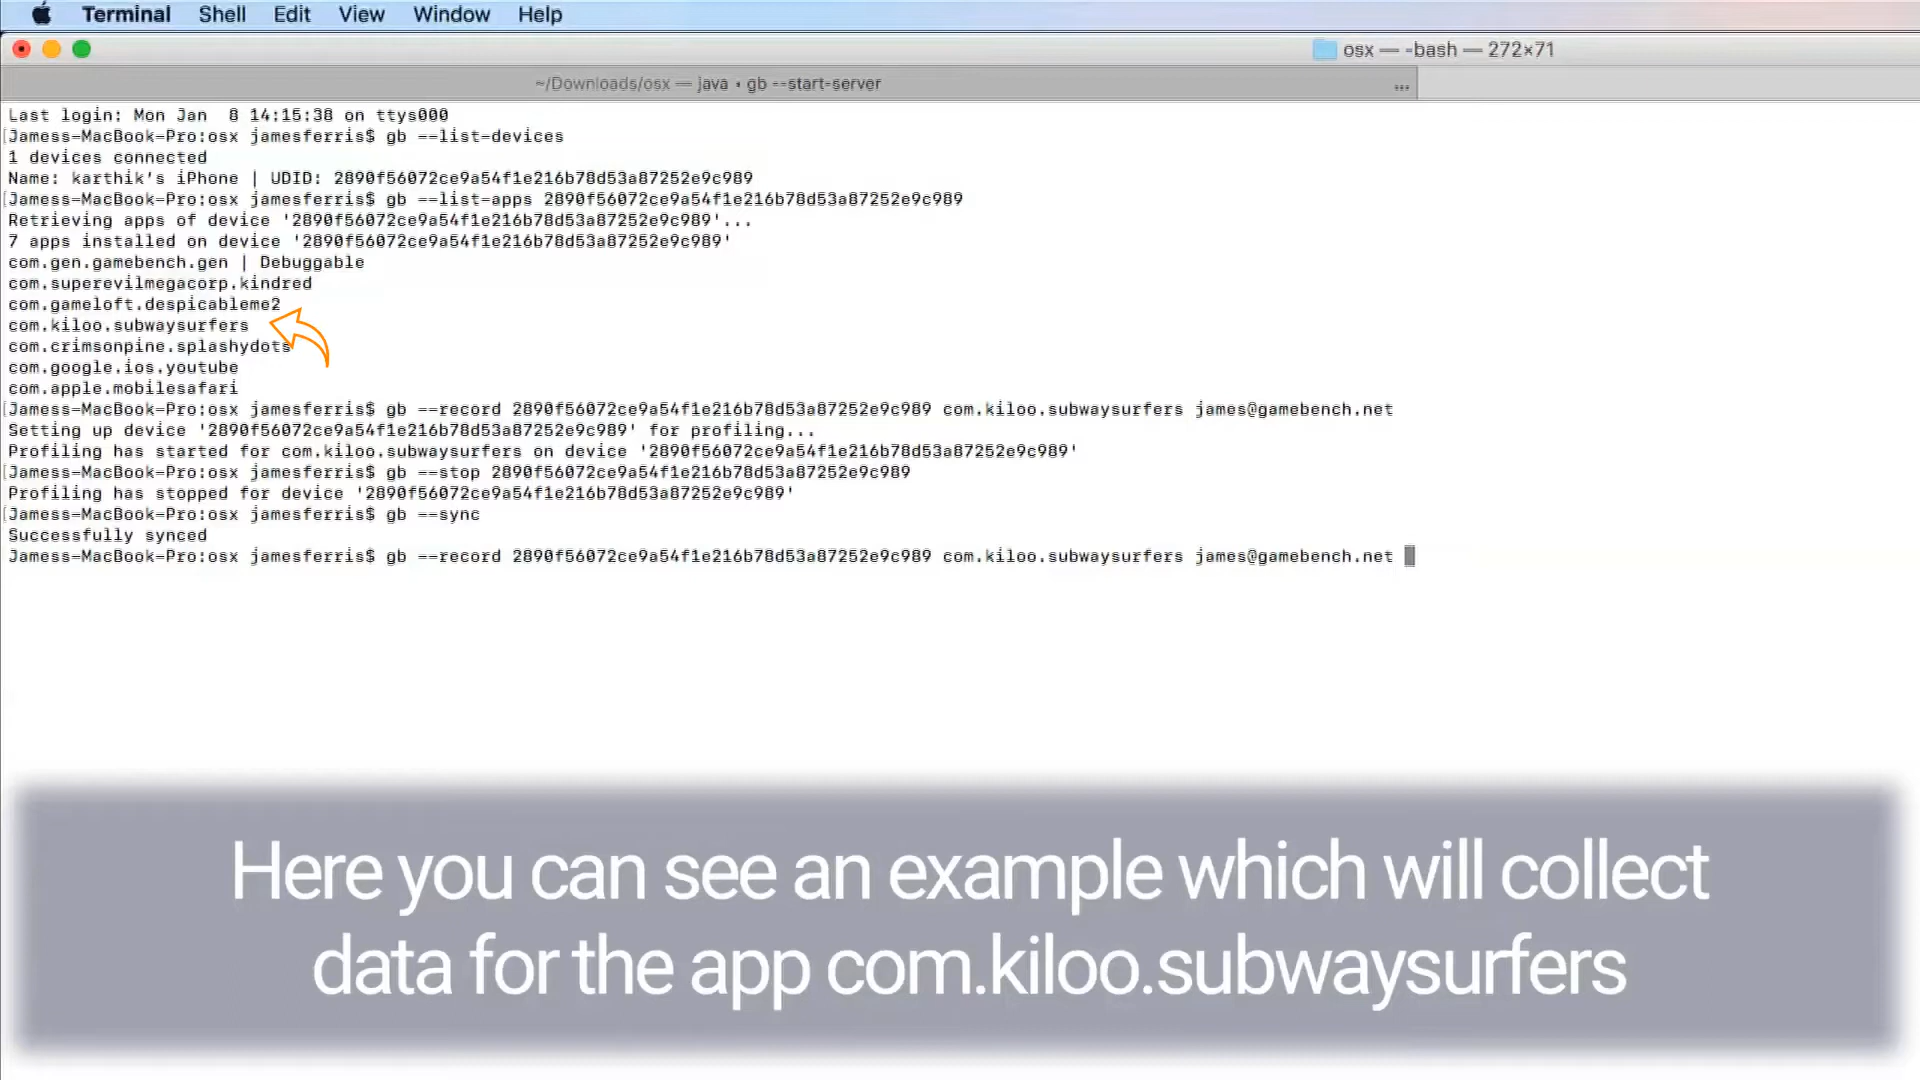 Terminal Shell Edit View Window Help
osx — -bash — 272×71
~/Downloads/osx — java • gb --start-server ...
Last login: Mon Jan  8 14:15:38 on ttys000
[Jamess-MacBook-Pro:osx jamesferris$ gb --list-devices
1 devices connected
Name: karthik's iPhone | UDID: 2890f56072ce9a54f1e216b78d53a87252e9c989
[Jamess-MacBook-Pro:osx jamesferris$ gb --list-apps 2890f56072ce9a54f1e216b78d53a87252e9c989
Retrieving apps of device '2890f56072ce9a54f1e216b78d53a87252e9c989'...
7 apps installed on device '2890f56072ce9a54f1e216b78d53a87252e9c989'
com.gen.gamebench.gen | Debuggable
com.superevilmegacorp.kindred
com.gameloft.despicableme2
com.kiloo.subwaysurfers
com.crimsonpine.splashydots
com.google.ios.youtube
com.apple.mobilesafari
[Jamess-MacBook-Pro:osx jamesferris$ gb --record 2890f56072ce9a54f1e216b78d53a87252e9c989 com.kiloo.subwaysurfers james@gamebench.net
Setting up device '2890f56072ce9a54f1e216b78d53a87252e9c989' for profiling...
Profiling has started for com.kiloo.subwaysurfers on device '2890f56072ce9a54f1e216b78d53a87252e9c989'
[Jamess-MacBook-Pro:osx jamesferris$ gb --stop 2890f56072ce9a54f1e216b78d53a87252e9c989
Profiling has stopped for device '2890f56072ce9a54f1e216b78d53a87252e9c989'
[Jamess-MacBook-Pro:osx jamesferris$ gb --sync
Successfully synced
Jamess-MacBook-Pro:osx jamesferris$ gb --record 2890f56072ce9a54f1e216b78d53a87252e9c989 com.kiloo.subwaysurfers james@gamebench.net
Here you can see an example which will collect
data for the app com.kiloo.subwaysurfers